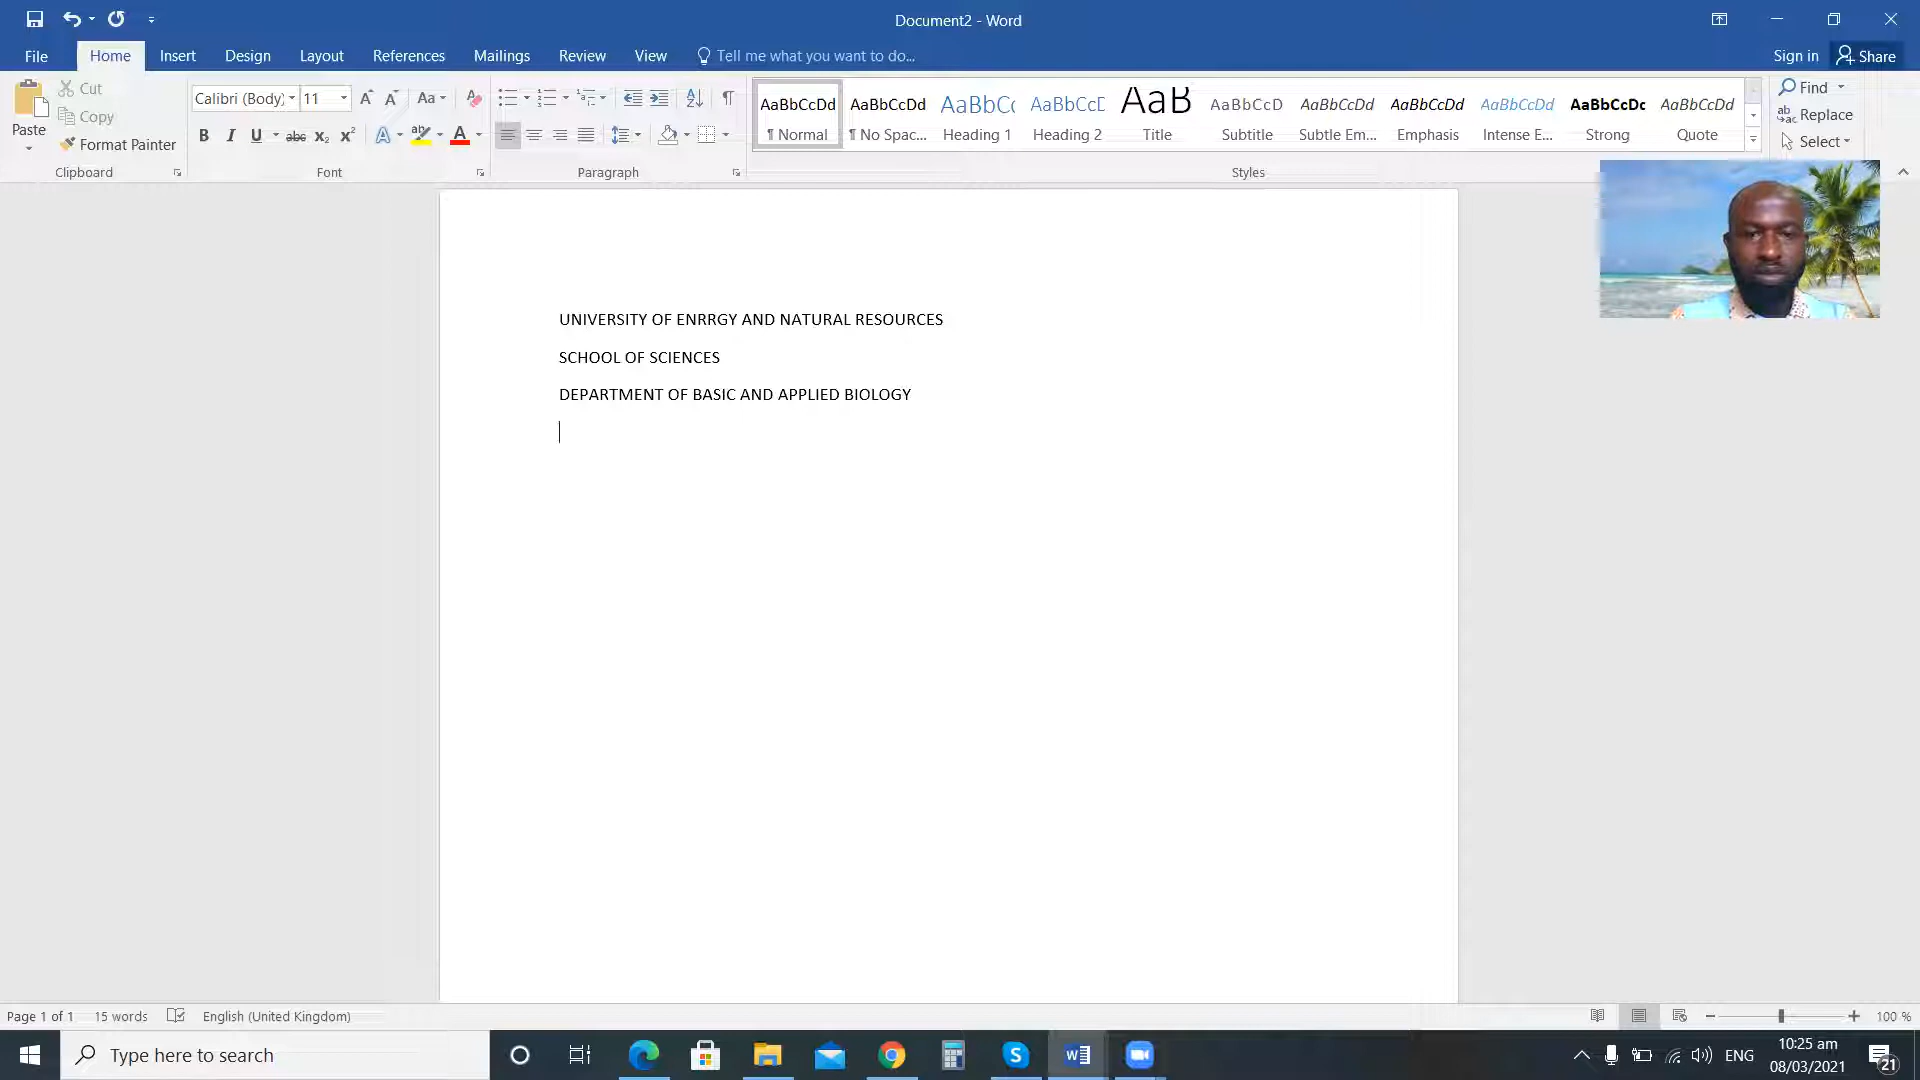 Document2 - Word
File Home Insert Design Layout References Mailings Review View Tell me what you want to do... Sign in Share
Paste Cut Copy Format Painter Clipboard
Calibri (Body) 11 Aa
B I U abc x₂ x² A ab A
Font
Paragraph
AaBbCcDd AaBbCcDd AaBbCc AaBbCcD AaB AaBbCcD AaBbCcDd AaBbCcDd AaBbCcDd AaBbCcDc AaBbCcDd
¶ Normal ¶ No Spac... Heading 1 Heading 2 Title Subtitle Subtle Em... Emphasis Intense E... Strong Quote
Styles
Find
Replace
Select
UNIVERSITY OF ENRRGY AND NATURAL RESOURCES
SCHOOL OF SCIENCES
DEPARTMENT OF BASIC AND APPLIED BIOLOGY
Page 1 of 1 15 words English (United Kingdom) 100 %
Type here to search ENG 10:25 am
08/03/2021 21